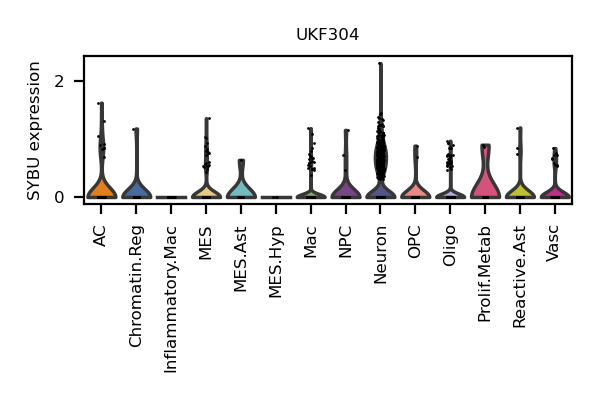 UKF304
SYBU expression
2
0
AC
Chromatin.Reg
Inflammatory.Mac
MES
MES.Ast
MES.Hyp
Mac
NPC
Neuron
OPC
Oligo
Prolif.Metab
Reactive.Ast
Vasc